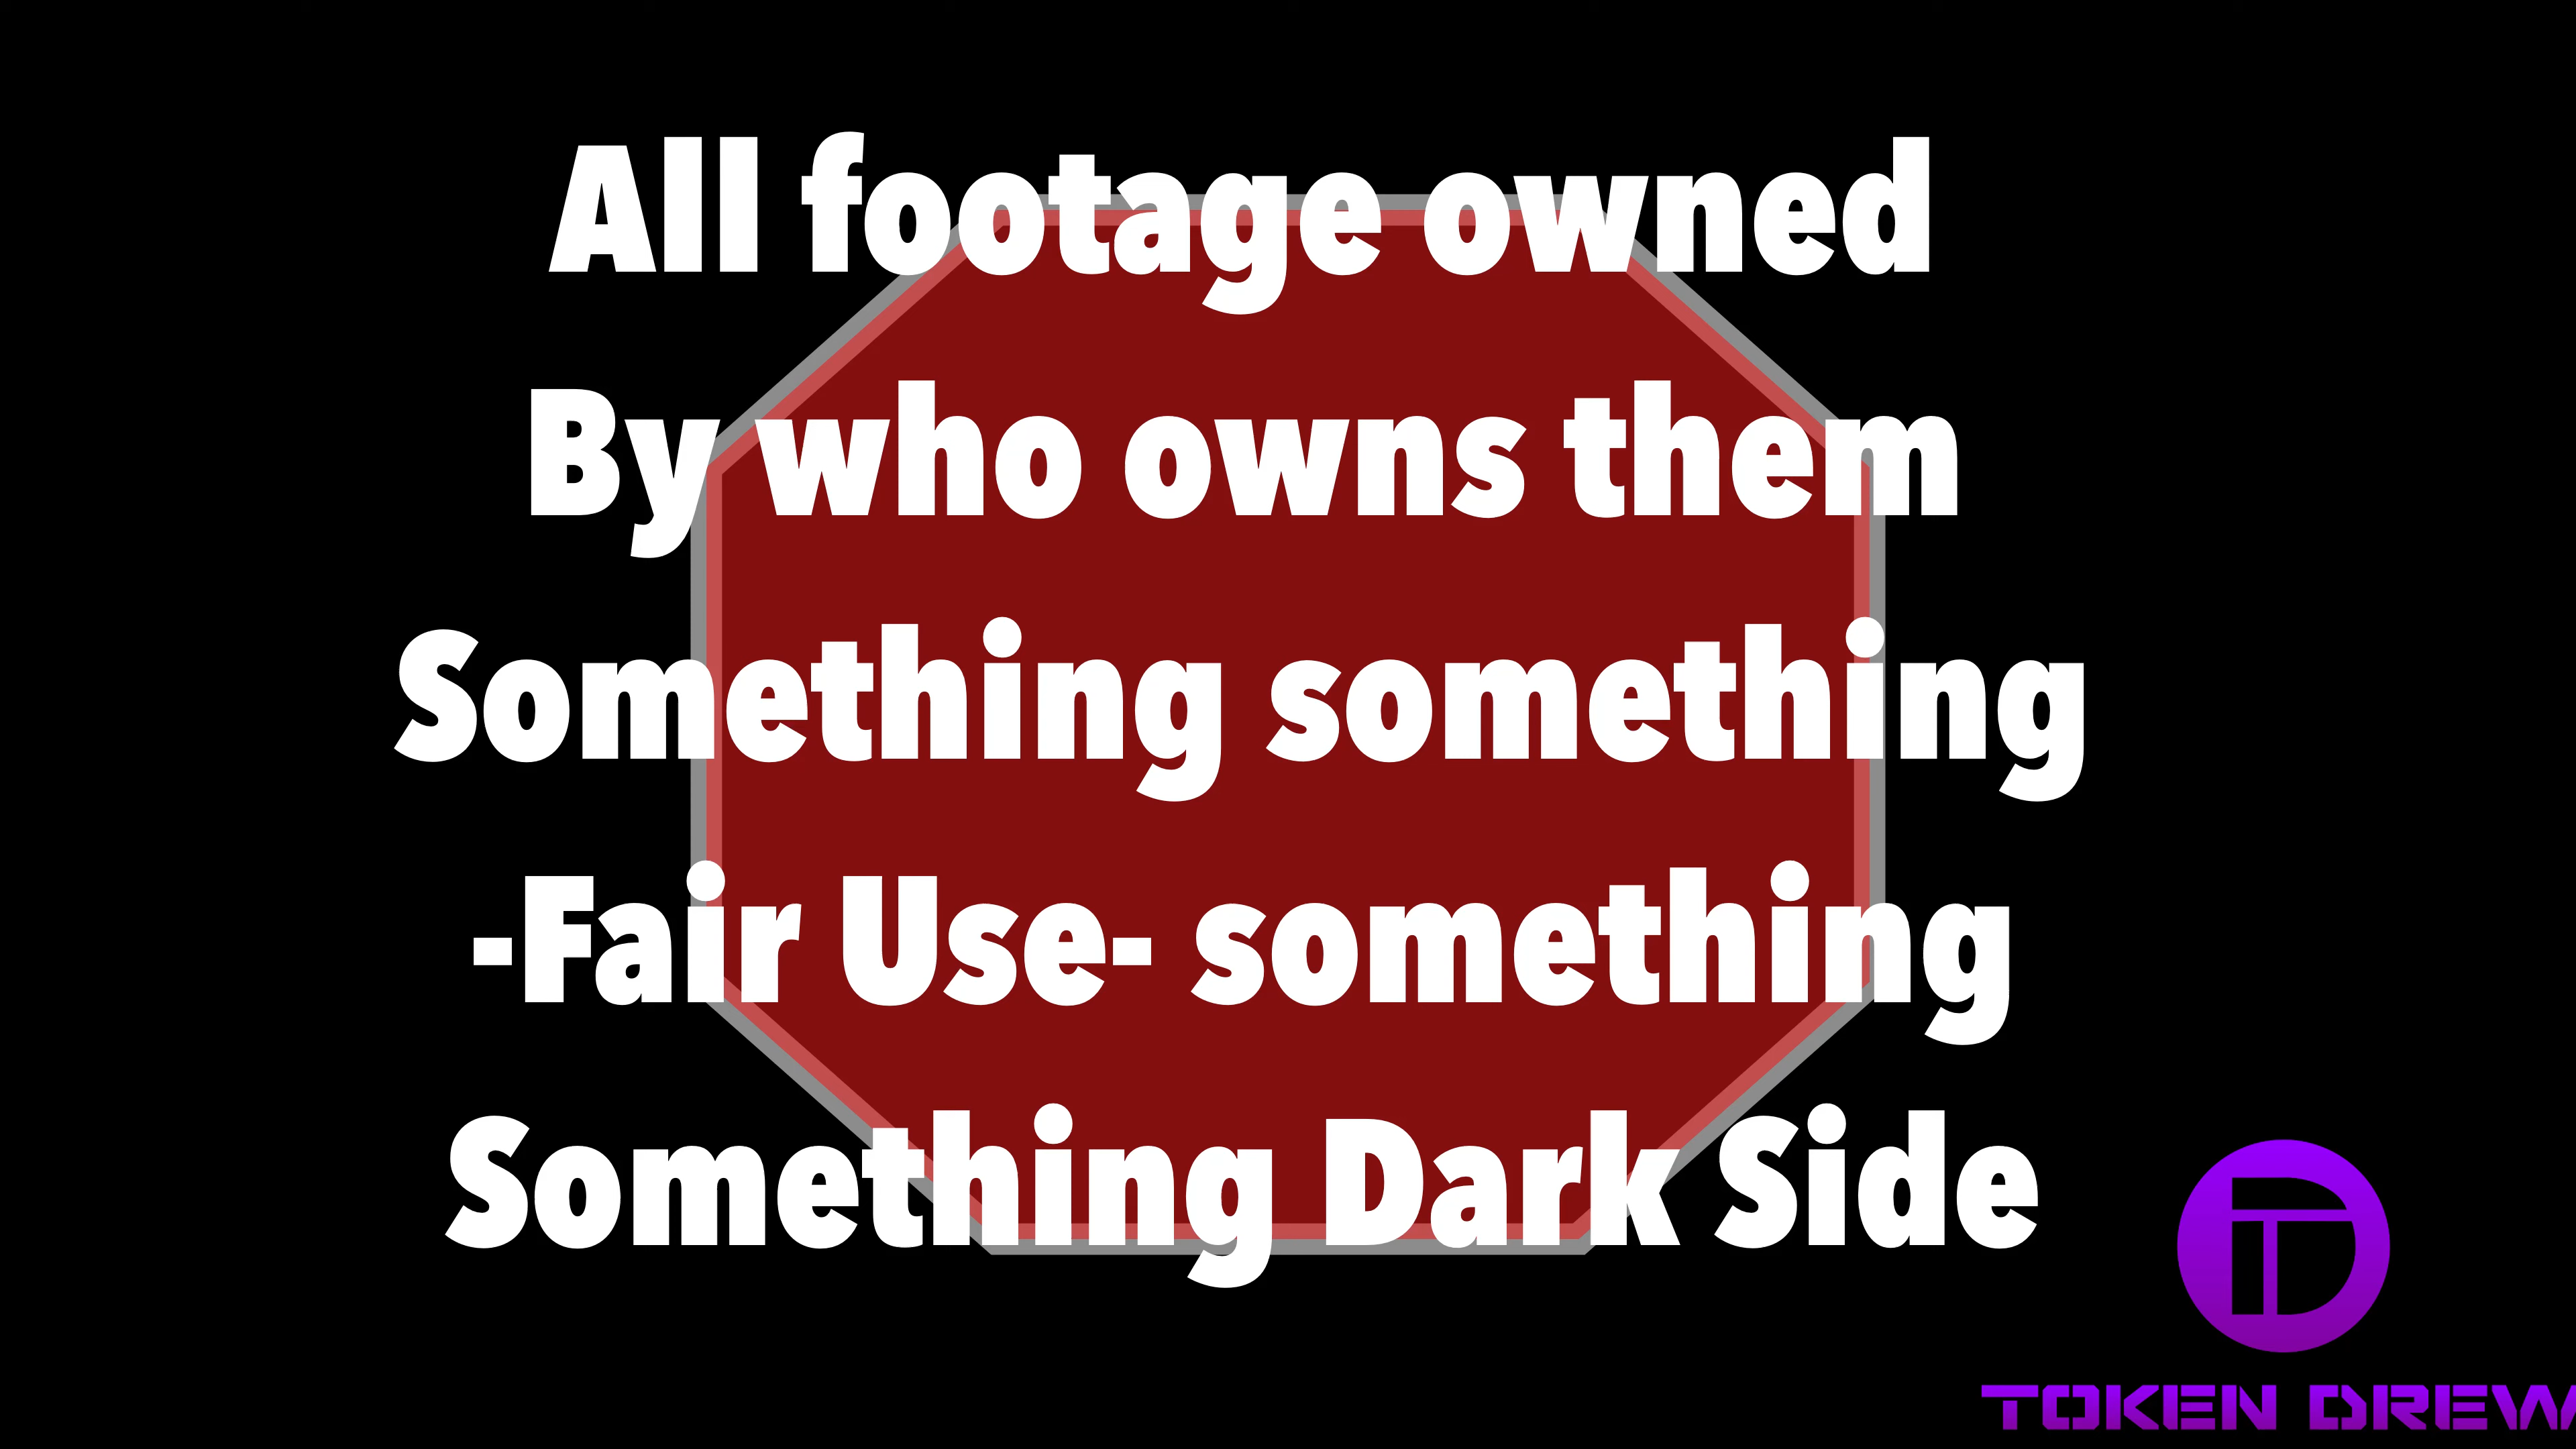 All footage owned
By who owns them
Something something
-Fair Use- something
Something Dark Side
TOKEN DREW